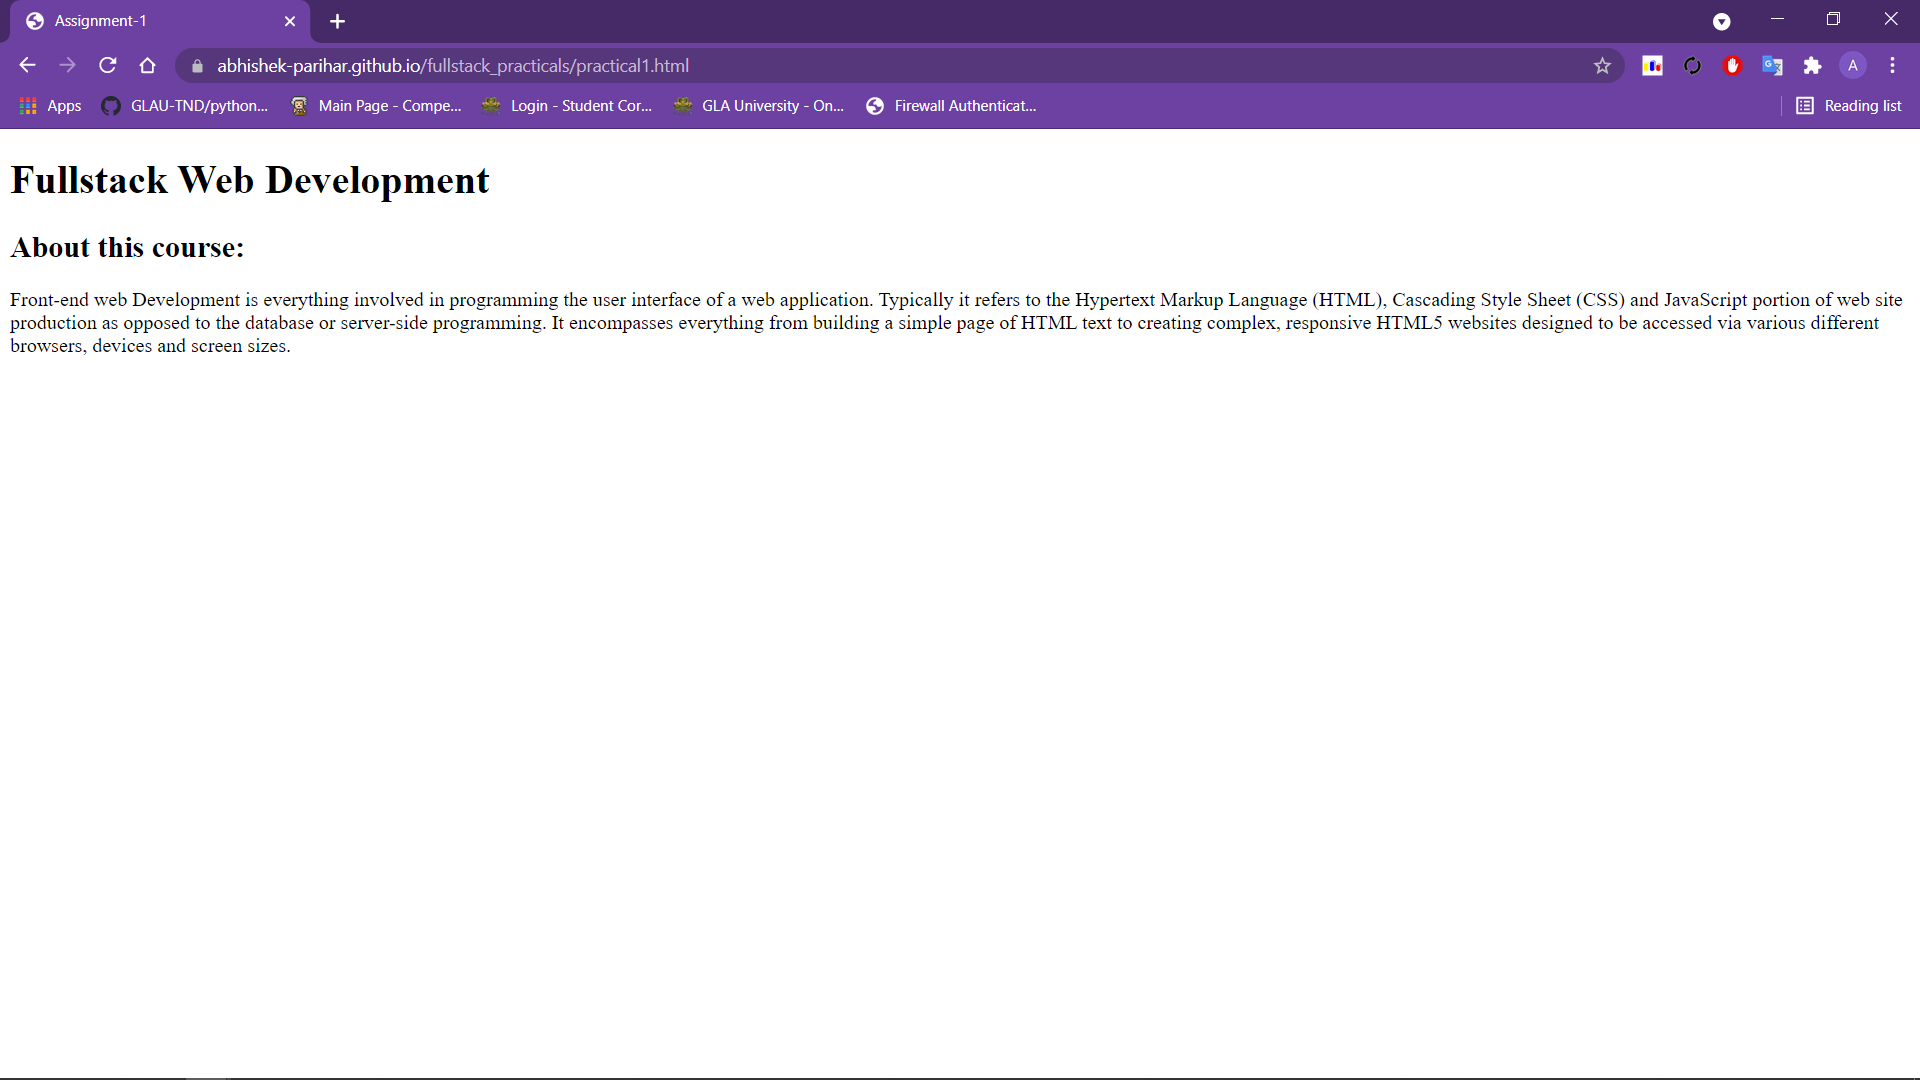 Assignment-1
abhishek-parihar.github.io/fullstack_practicals/practical1.html
A
Apps GLAU-TND/python... Main Page - Compe... Login - Student Cor... GLA University - On... Firewall Authenticat... Reading list
Fullstack Web Development
About this course:
Front-end web Development is everything involved in programming the user interface of a web application. Typically it refers to the Hypertext Markup Language (HTML), Cascading Style Sheet (CSS) and JavaScript portion of web site
production as opposed to the database or server-side programming. It encompasses everything from building a simple page of HTML text to creating complex, responsive HTML5 websites designed to be accessed via various different
browsers, devices and screen sizes.